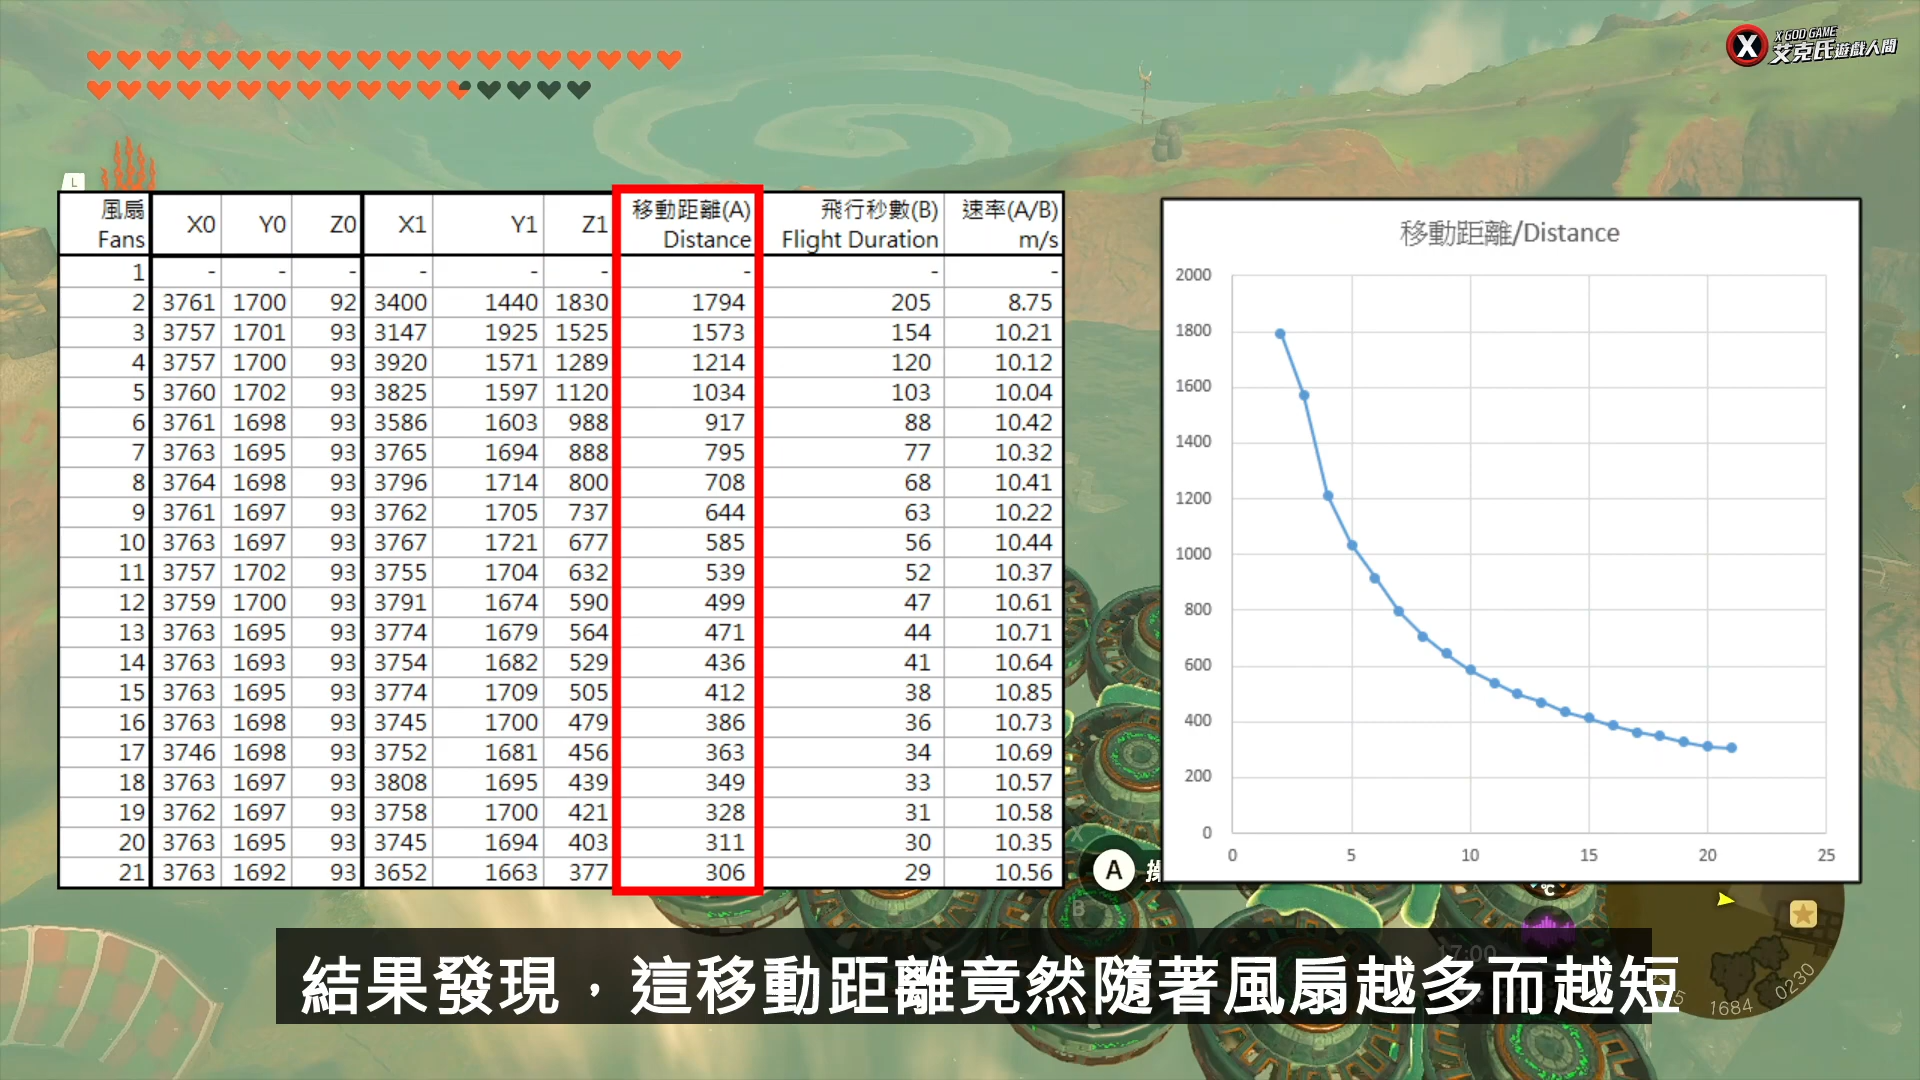 X GOD GAME
艾克氏遊戲人間
L
風扇 Fans X0 Y0 Z0 X1 Y1 Z1 移動距離(A) Distance 飛行秒數(B) Flight Duration 速率(A/B) m/s
1 - - - - - - - - -
2 3761 1700 92 3400 1440 1830 1794 205 8.75
3 3757 1701 93 3147 1925 1525 1573 154 10.21
4 3757 1700 93 3920 1571 1289 1214 120 10.12
5 3760 1702 93 3825 1597 1120 1034 103 10.04
6 3761 1698 93 3586 1603 988 917 88 10.42
7 3763 1695 93 3765 1694 888 795 77 10.32
8 3764 1698 93 3796 1714 800 708 68 10.41
9 3761 1697 93 3762 1705 737 644 63 10.22
10 3763 1697 93 3767 1721 677 585 56 10.44
11 3757 1702 93 3755 1704 632 539 52 10.37
12 3759 1700 93 3791 1674 590 499 47 10.61
13 3763 1695 93 3774 1679 564 471 44 10.71
14 3763 1693 93 3754 1682 529 436 41 10.64
15 3763 1695 93 3774 1709 505 412 38 10.85
16 3763 1698 93 3745 1700 479 386 36 10.73
17 3746 1698 93 3752 1681 456 363 34 10.69
18 3763 1697 93 3808 1695 439 349 33 10.57
19 3762 1697 93 3758 1700 421 328 31 10.58
20 3763 1695 93 3745 1694 403 311 30 10.35
21 3763 1692 93 3652 1663 377 306 29 10.56
移動距離/Distance
2000
1800
1600
1400
1200
1000
800
600
400
200
0
0 5 10 15 20 25
A 操
B
°C
17:00
1684 0230
結果發現，這移動距離竟然隨著風扇越多而越短